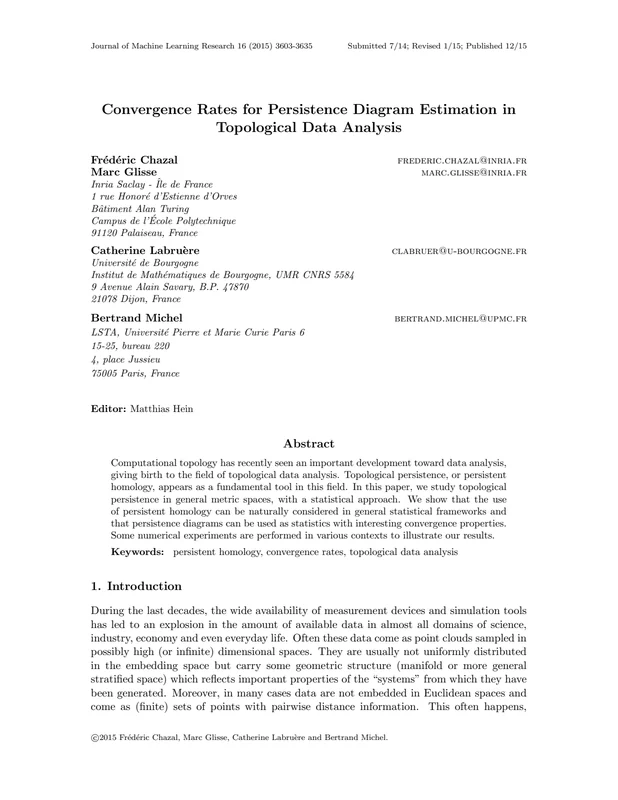 Journal of Machine Learning Research 16 (2015) 3603-3635 Submitted 7/14; Revised 1/15; Published 12/15
Convergence Rates for Persistence Diagram Estimation in
Topological Data Analysis
Frédéric Chazal frederic.chazal@inria.fr
Marc Glisse marc.glisse@inria.fr
Inria Saclay - Île de France
1 rue Honoré d'Estienne d'Orves
Bâtiment Alan Turing
Campus de l'École Polytechnique
91120 Palaiseau, France
Catherine Labruère clabruer@u-bourgogne.fr
Université de Bourgogne
Institut de Mathématiques de Bourgogne, UMR CNRS 5584
9 Avenue Alain Savary, B.P. 47870
21078 Dijon, France
Bertrand Michel bertrand.michel@upmc.fr
LSTA, Université Pierre et Marie Curie Paris 6
15-25, bureau 220
4, place Jussieu
75005 Paris, France
Editor: Matthias Hein
Abstract
Computational topology has recently seen an important development toward data analysis,
giving birth to the field of topological data analysis. Topological persistence, or persistent
homology, appears as a fundamental tool in this field. In this paper, we study topological
persistence in general metric spaces, with a statistical approach. We show that the use
of persistent homology can be naturally considered in general statistical frameworks and
that persistence diagrams can be used as statistics with interesting convergence properties.
Some numerical experiments are performed in various contexts to illustrate our results.
Keywords: persistent homology, convergence rates, topological data analysis
1. Introduction
During the last decades, the wide availability of measurement devices and simulation tools
has led to an explosion in the amount of available data in almost all domains of science,
industry, economy and even everyday life. Often these data come as point clouds sampled in
possibly high (or infinite) dimensional spaces. They are usually not uniformly distributed
in the embedding space but carry some geometric structure (manifold or more general
stratified space) which reflects important properties of the “systems” from which they have
been generated. Moreover, in many cases data are not embedded in Euclidean spaces and
come as (finite) sets of points with pairwise distance information. This often happens,
©2015 Frédéric Chazal, Marc Glisse, Catherine Labruère and Bertrand Michel.